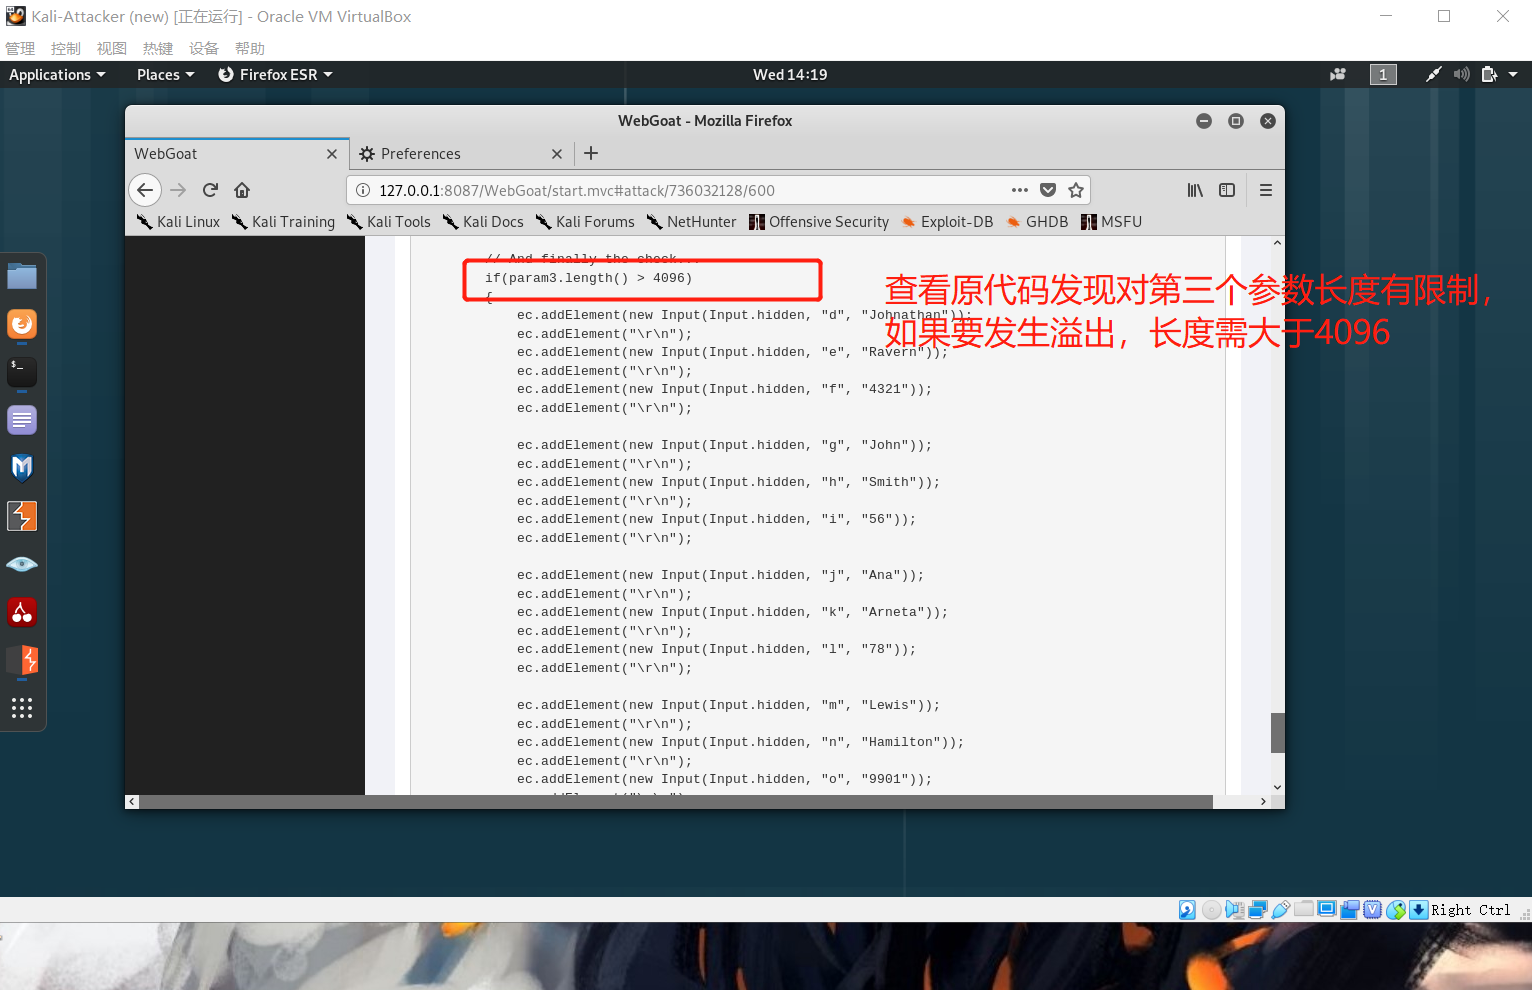 Kali-Attacker (new) [正在运行] - Oracle VM VirtualBox
管理 控制 视图 热键 设备 帮助
Applications Places Firefox ESR Wed 14:19 1
WebGoat - Mozilla Firefox
WebGoat Preferences
127.0.0.1:8087/WebGoat/start.mvc#attack/736032128/600
Kali Linux Kali Training Kali Tools Kali Docs Kali Forums NetHunter Offensive Security Exploit-DB GHDB MSFU
// And finally the check...
if(param3.length() > 4096)
{
查看原代码发现对第三个参数长度有限制，
如果要发生溢出，长度需大于4096
ec.addElement(new Input(Input.hidden, "d", "Johnathan"));
ec.addElement("\r\n");
ec.addElement(new Input(Input.hidden, "e", "Ravern"));
ec.addElement("\r\n");
ec.addElement(new Input(Input.hidden, "f", "4321"));
ec.addElement("\r\n");
ec.addElement(new Input(Input.hidden, "g", "John"));
ec.addElement("\r\n");
ec.addElement(new Input(Input.hidden, "h", "Smith"));
ec.addElement("\r\n");
ec.addElement(new Input(Input.hidden, "i", "56"));
ec.addElement("\r\n");
ec.addElement(new Input(Input.hidden, "j", "Ana"));
ec.addElement("\r\n");
ec.addElement(new Input(Input.hidden, "k", "Arneta"));
ec.addElement("\r\n");
ec.addElement(new Input(Input.hidden, "l", "78"));
ec.addElement("\r\n");
ec.addElement(new Input(Input.hidden, "m", "Lewis"));
ec.addElement("\r\n");
ec.addElement(new Input(Input.hidden, "n", "Hamilton"));
ec.addElement("\r\n");
ec.addElement(new Input(Input.hidden, "o", "9901"));
Right Ctrl